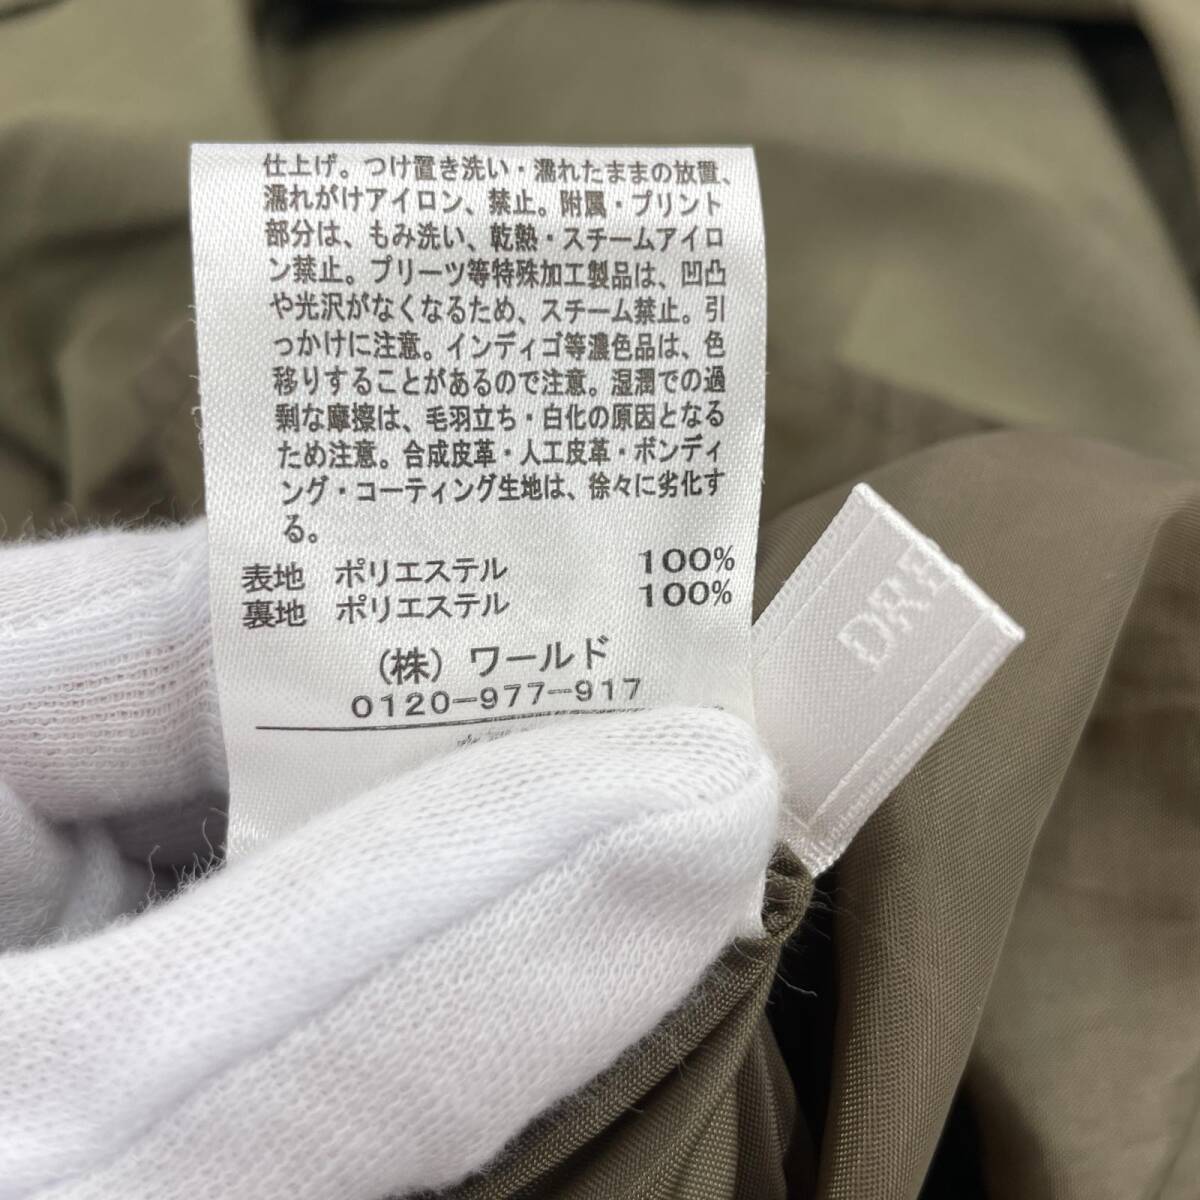 仕上げ。つけ置き洗い・濡れたままの放置、
濡れがけアイロン、禁止。附属・プリント
部分は、もみ洗い、乾熱・スチームアイロ
ン禁止。プリーツ等特殊加工製品は、凹凸
や光沢がなくなるため、スチーム禁止。引
っかけに注意。インディゴ等濃色品は、色
移りすることがあるので注意。湿潤での過
剰な摩擦は、毛羽立ち・白化の原因となる
ため注意。合成皮革・人工皮革・ボンディ
ング・コーティング生地は、徐々に劣化す
る。
表地 ポリエステル 100%
裏地 ポリエステル 100%
(株) ワールド
0120-977-917